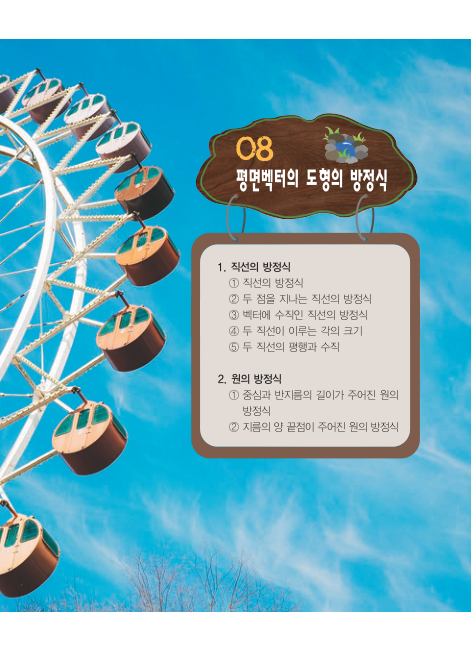 08
평면벡터의 도형의 방정식
1. 직선의 방정식
① 직선의 방정식
② 두 점을 지나는 직선의 방정식
③ 벡터에 수직인 직선의 방정식
④ 두 직선이 이루는 각의 크기
⑤ 두 직선의 평행과 수직
2. 원의 방정식
① 중심과 반지름의 길이가 주어진 원의
방정식
② 지름의 양 끝점이 주어진 원의 방정식